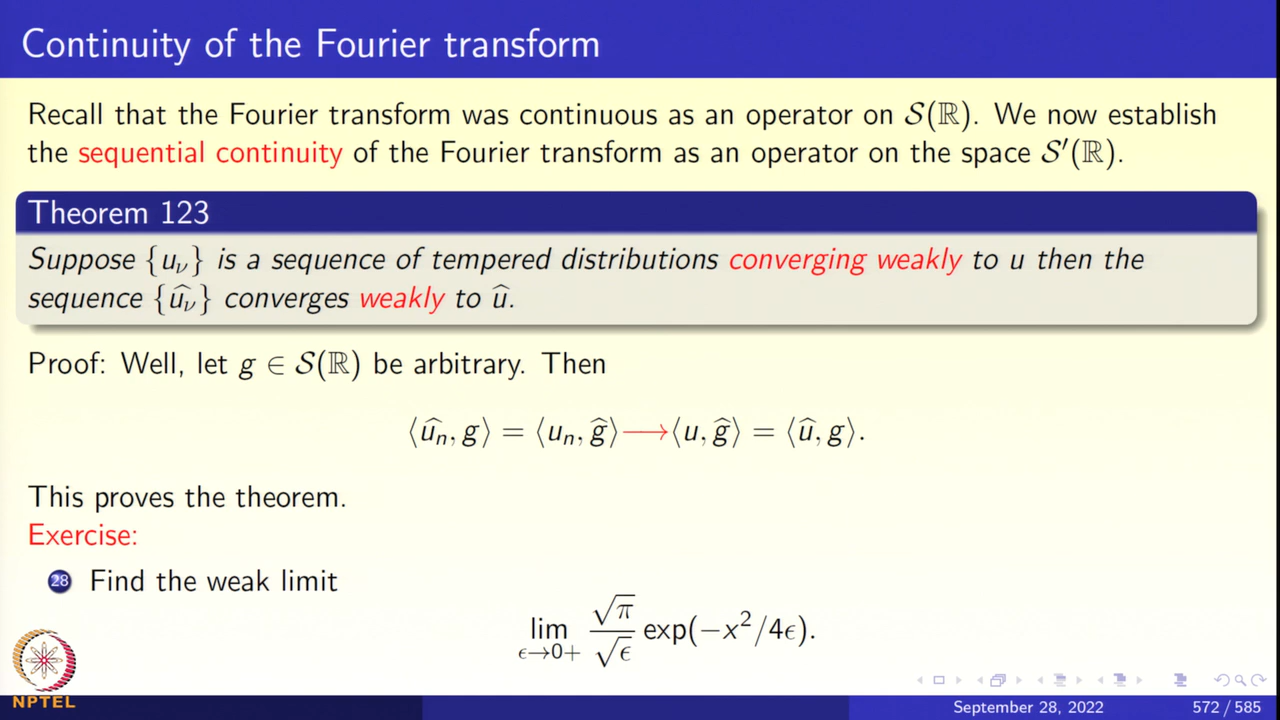 Continuity of the Fourier transform
Recall that the Fourier transform was continuous as an operator on 𝒮(ℝ). We now establish
the sequential continuity of the Fourier transform as an operator on the space 𝒮′(ℝ).
Theorem 123
Suppose {u_ν} is a sequence of tempered distributions converging weakly to u then the
sequence {û_ν} converges weakly to û.
Proof: Well, let g ∈ 𝒮(ℝ) be arbitrary. Then
⟨û_n, g⟩ = ⟨u_n, ĝ⟩ ⟶ ⟨u, ĝ⟩ = ⟨û, g⟩.
This proves the theorem.
Exercise:
28 Find the weak limit
lim_{ϵ→0+} √π/√ϵ exp(−x²/4ϵ).
NPTEL
September 28, 2022 572 / 585